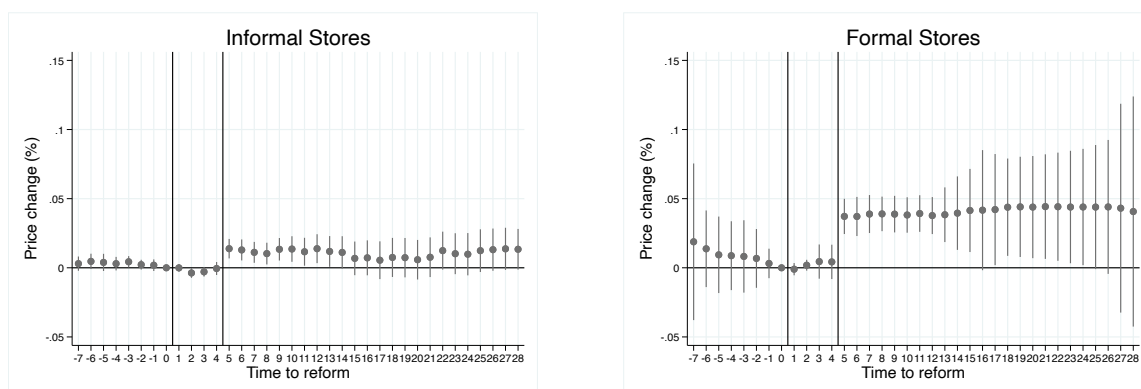 Informal Stores
.15
.1
.05
0
-.05
Price change (%)
-7 -6 -5 -4 -3 -2 -1 0 1 2 3 4 5 6 7 8 9 10 11 12 13 14 15 16 17 18 19 20 21 22 23 24 25 26 27 28
Time to reform
Formal Stores
.15
.1
.05
0
-.05
Price change (%)
-7 -6 -5 -4 -3 -2 -1 0 1 2 3 4 5 6 7 8 9 10 11 12 13 14 15 16 17 18 19 20 21 22 23 24 25 26 27 28
Time to reform